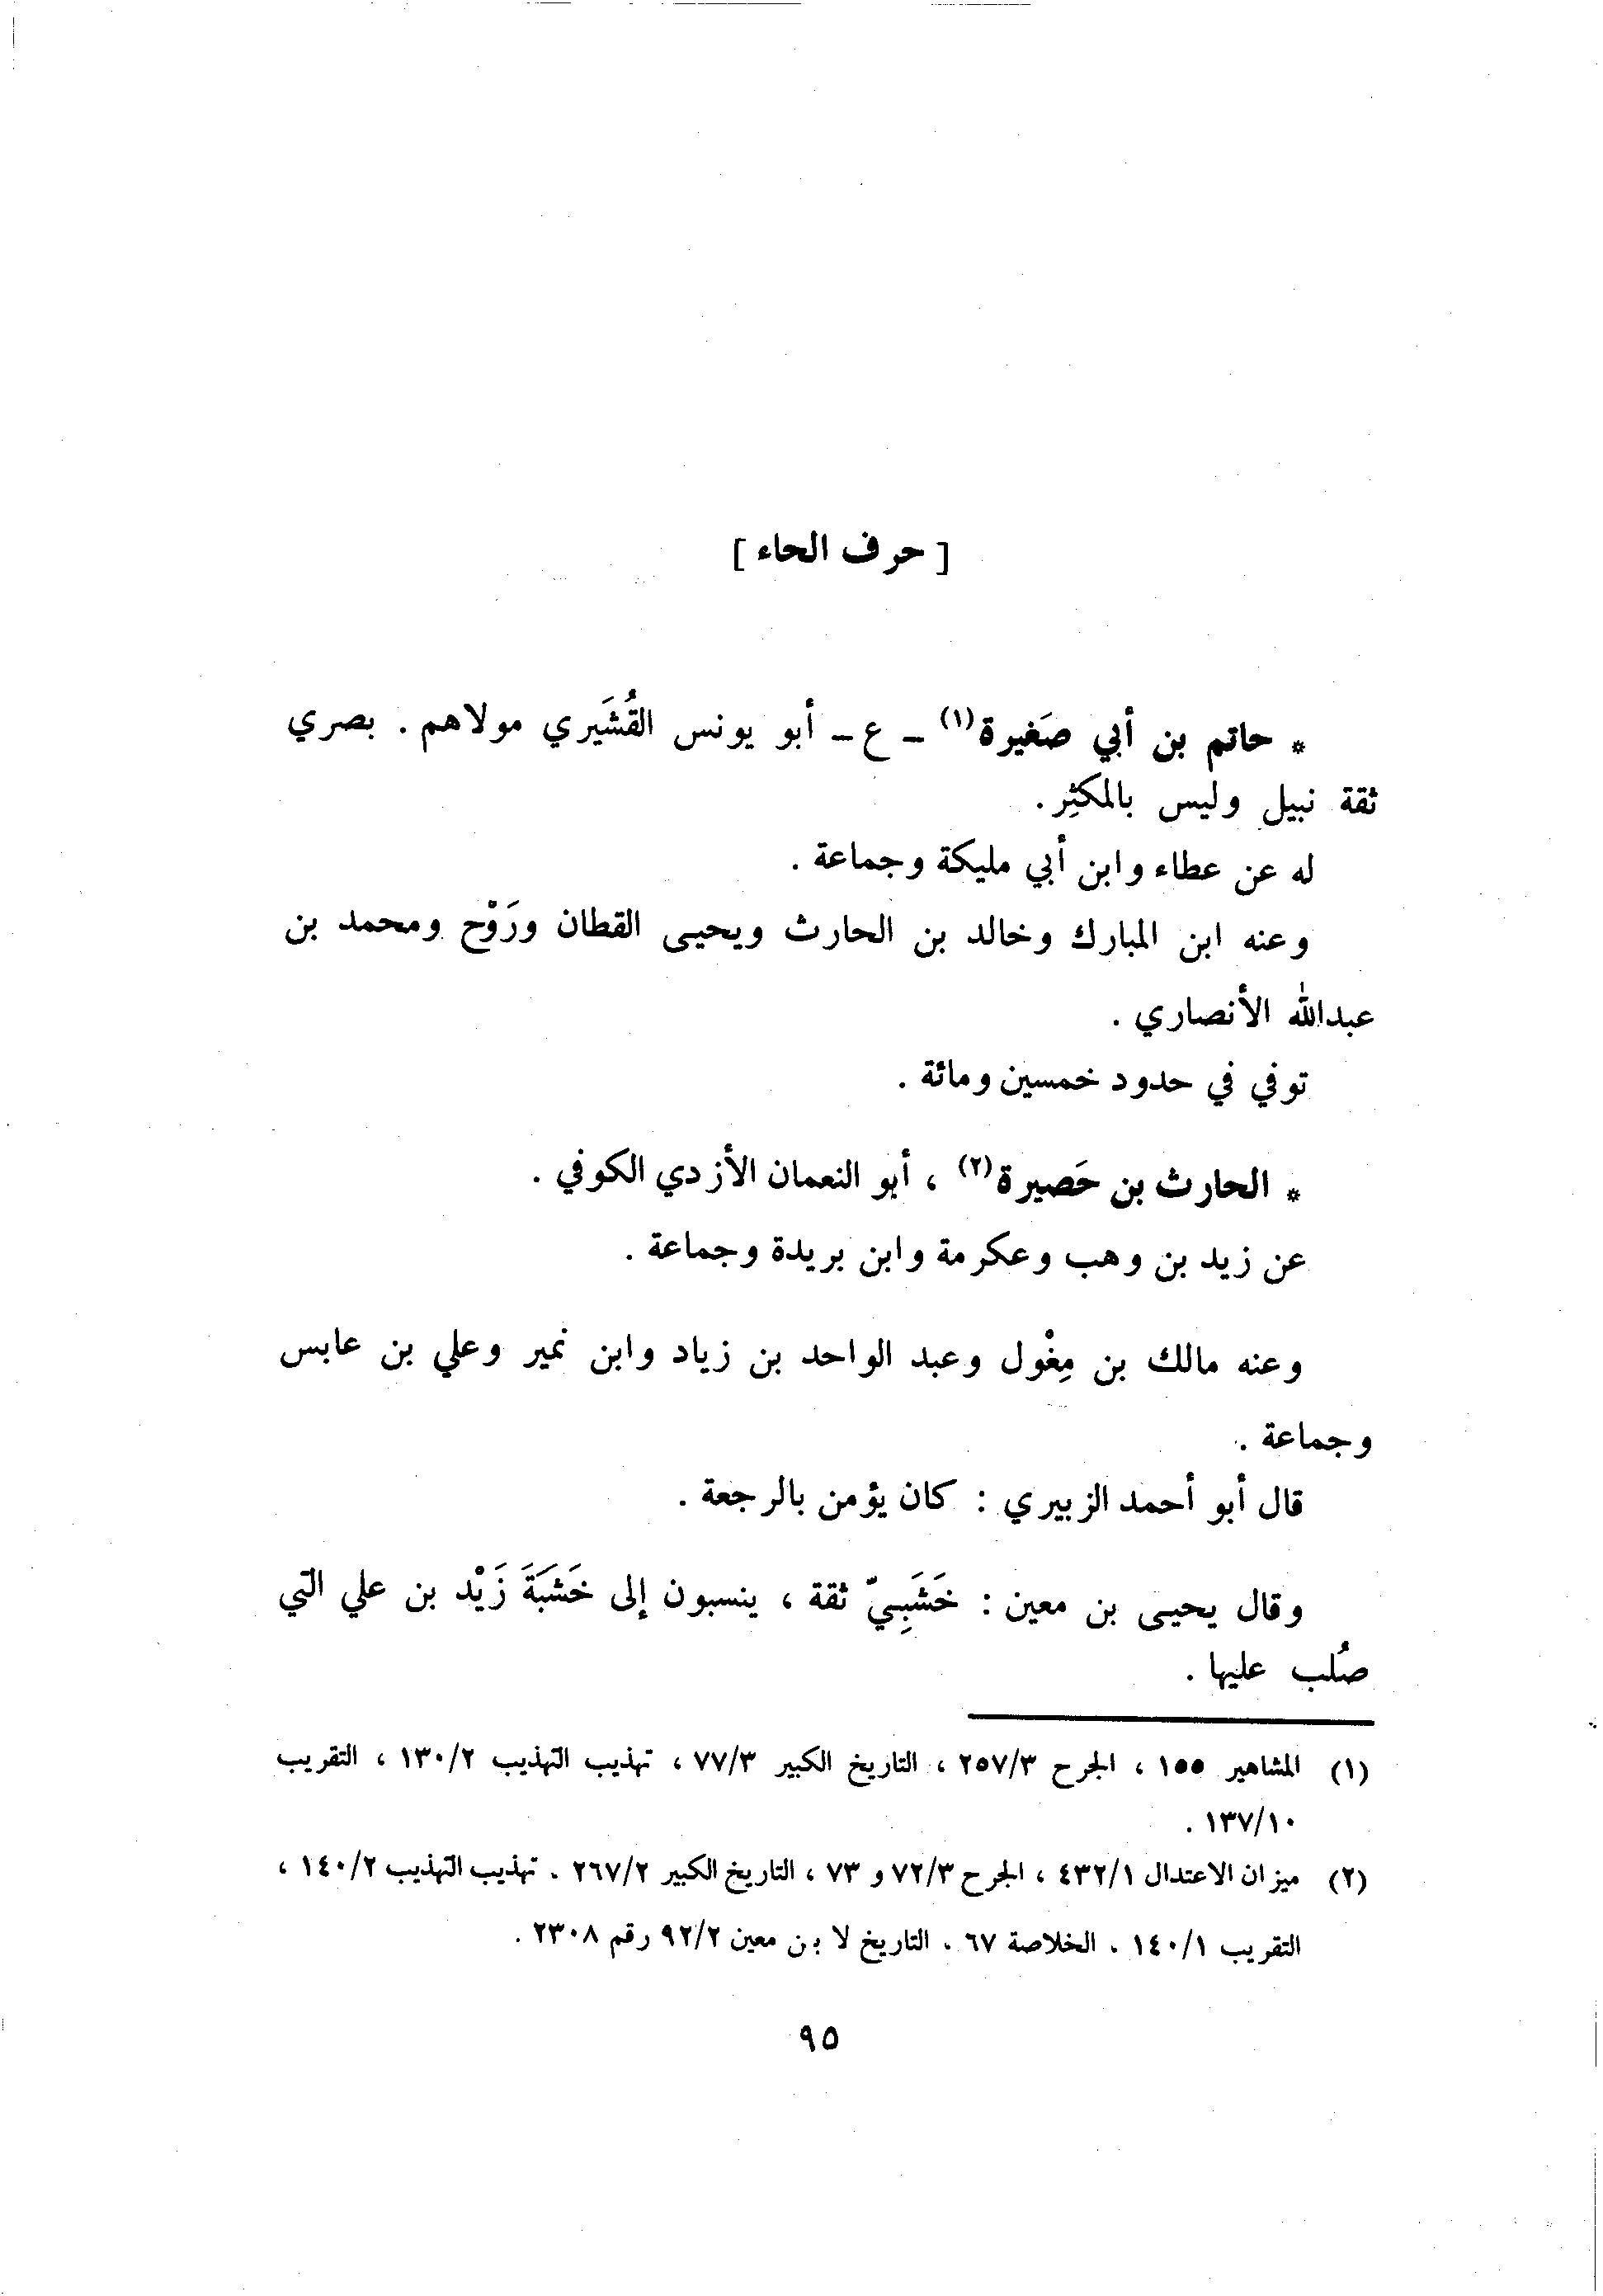 [ حرف الحاء ]
* حاتم بن أبي صَغيرة(١) ـ ع ـ أبو يونس القُشَيري مولاهم . بصري
ثقة نبيل وليس بالمكثِر .
له عن عطاء وابن أبي مليكة وجماعة .
وعنه ابن المبارك وخالد بن الحارث ويحيى القطان ورَوْح ومحمد بن
عبدالله الأنصاري .
توفي في حدود خمسين ومائة .
* الحارث بن حَصيرة(٢) ، أبو النعمان الأزدي الكوفي .
عن زيد بن وهب وعكرمة وابن بريدة وجماعة .
وعنه مالك بن مِغْول وعبد الواحد بن زياد وابن نمير وعلي بن عابس
وجماعة .
قال أبو أحمد الزبيري : كان يؤمن بالرجعة .
وقال يحيى بن معين : خَشَبِيّ ثقة ، ينسبون إلى خَشَبَةَ زَيْد بن علي التي
صُلب عليها .
(١) المشاهير ١٥٥ ، الجرح ٢٥٧/٣ ، التاريخ الكبير ٧٧/٣ ، تهذيب التهذيب ١٣٠/٢ ، التقريب
١٣٧/١٠ .
(٢) ميزان الاعتدال ٤٣٢/١ ، الجرح ٧٢/٣ و ٧٣ ، التاريخ الكبير ٢٦٧/٢ . تهذيب التهذيب ١٤٠/٢ ،
التقريب ١٤٠/١ . الخلاصة ٦٧ . التاريخ لا بن معين ٩٢/٢ رقم ٢٣٠٨ .
٩٥